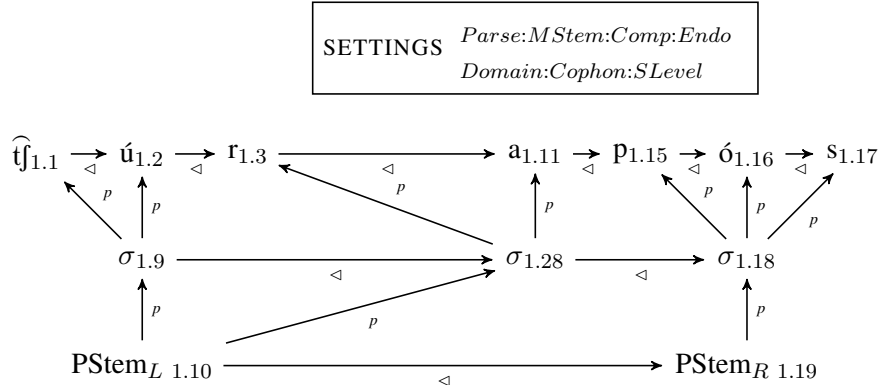 SETTINGS Parse:MStem:Comp:Endo
Domain:Cophon:SLevel
t͡ʃ1.1 ◁ ú1.2 ◁ r1.3 ◁ a1.11 ◁ p1.15 ◁ ó1.16 ◁ s1.17
p p p p p p p
σ1.9 ◁ σ1.28 ◁ σ1.18
p p p
PStemL 1.10 ◁ PStemR 1.19